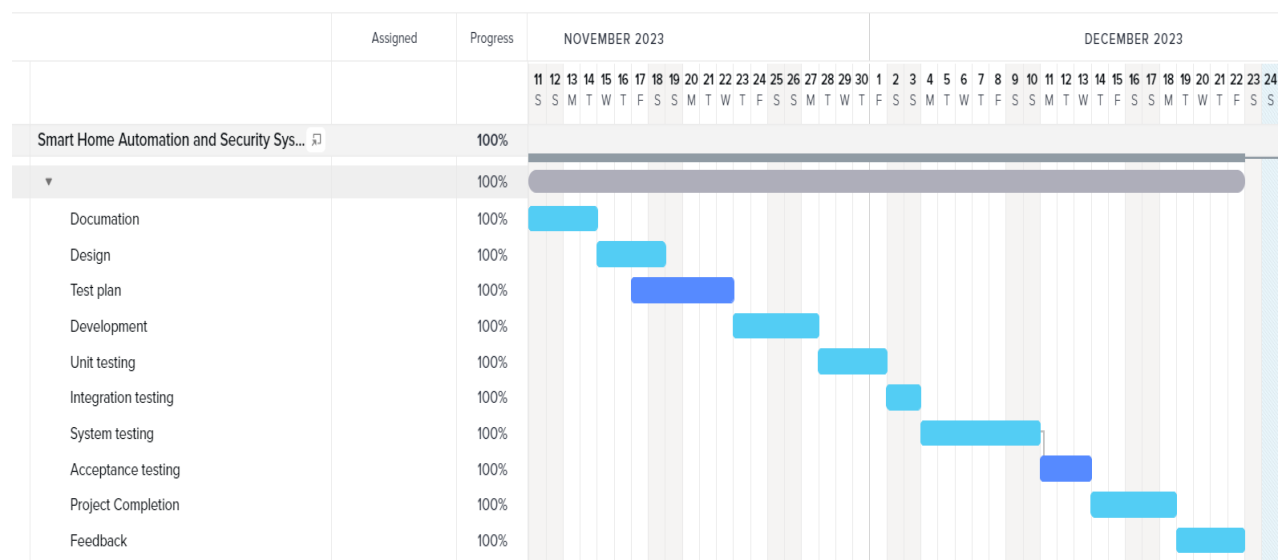 Assigned Progress NOVEMBER 2023 DECEMBER 2023
11 12 13 14 15 16 17 18 19 20 21 22 23 24 25 26 27 28 29 30 1 2 3 4 5 6 7 8 9 10 11 12 13 14 15 16 17 18 19 20 21 22 23 24
S S M T W T F S S M T W T F S S M T W T F S S M T W T F S S M T W T F S S M T W T F S S
Smart Home Automation and Security Sys... 100%
100%
Documation 100%
Design 100%
Test plan 100%
Development 100%
Unit testing 100%
Integration testing 100%
System testing 100%
Acceptance testing 100%
Project Completion 100%
Feedback 100%